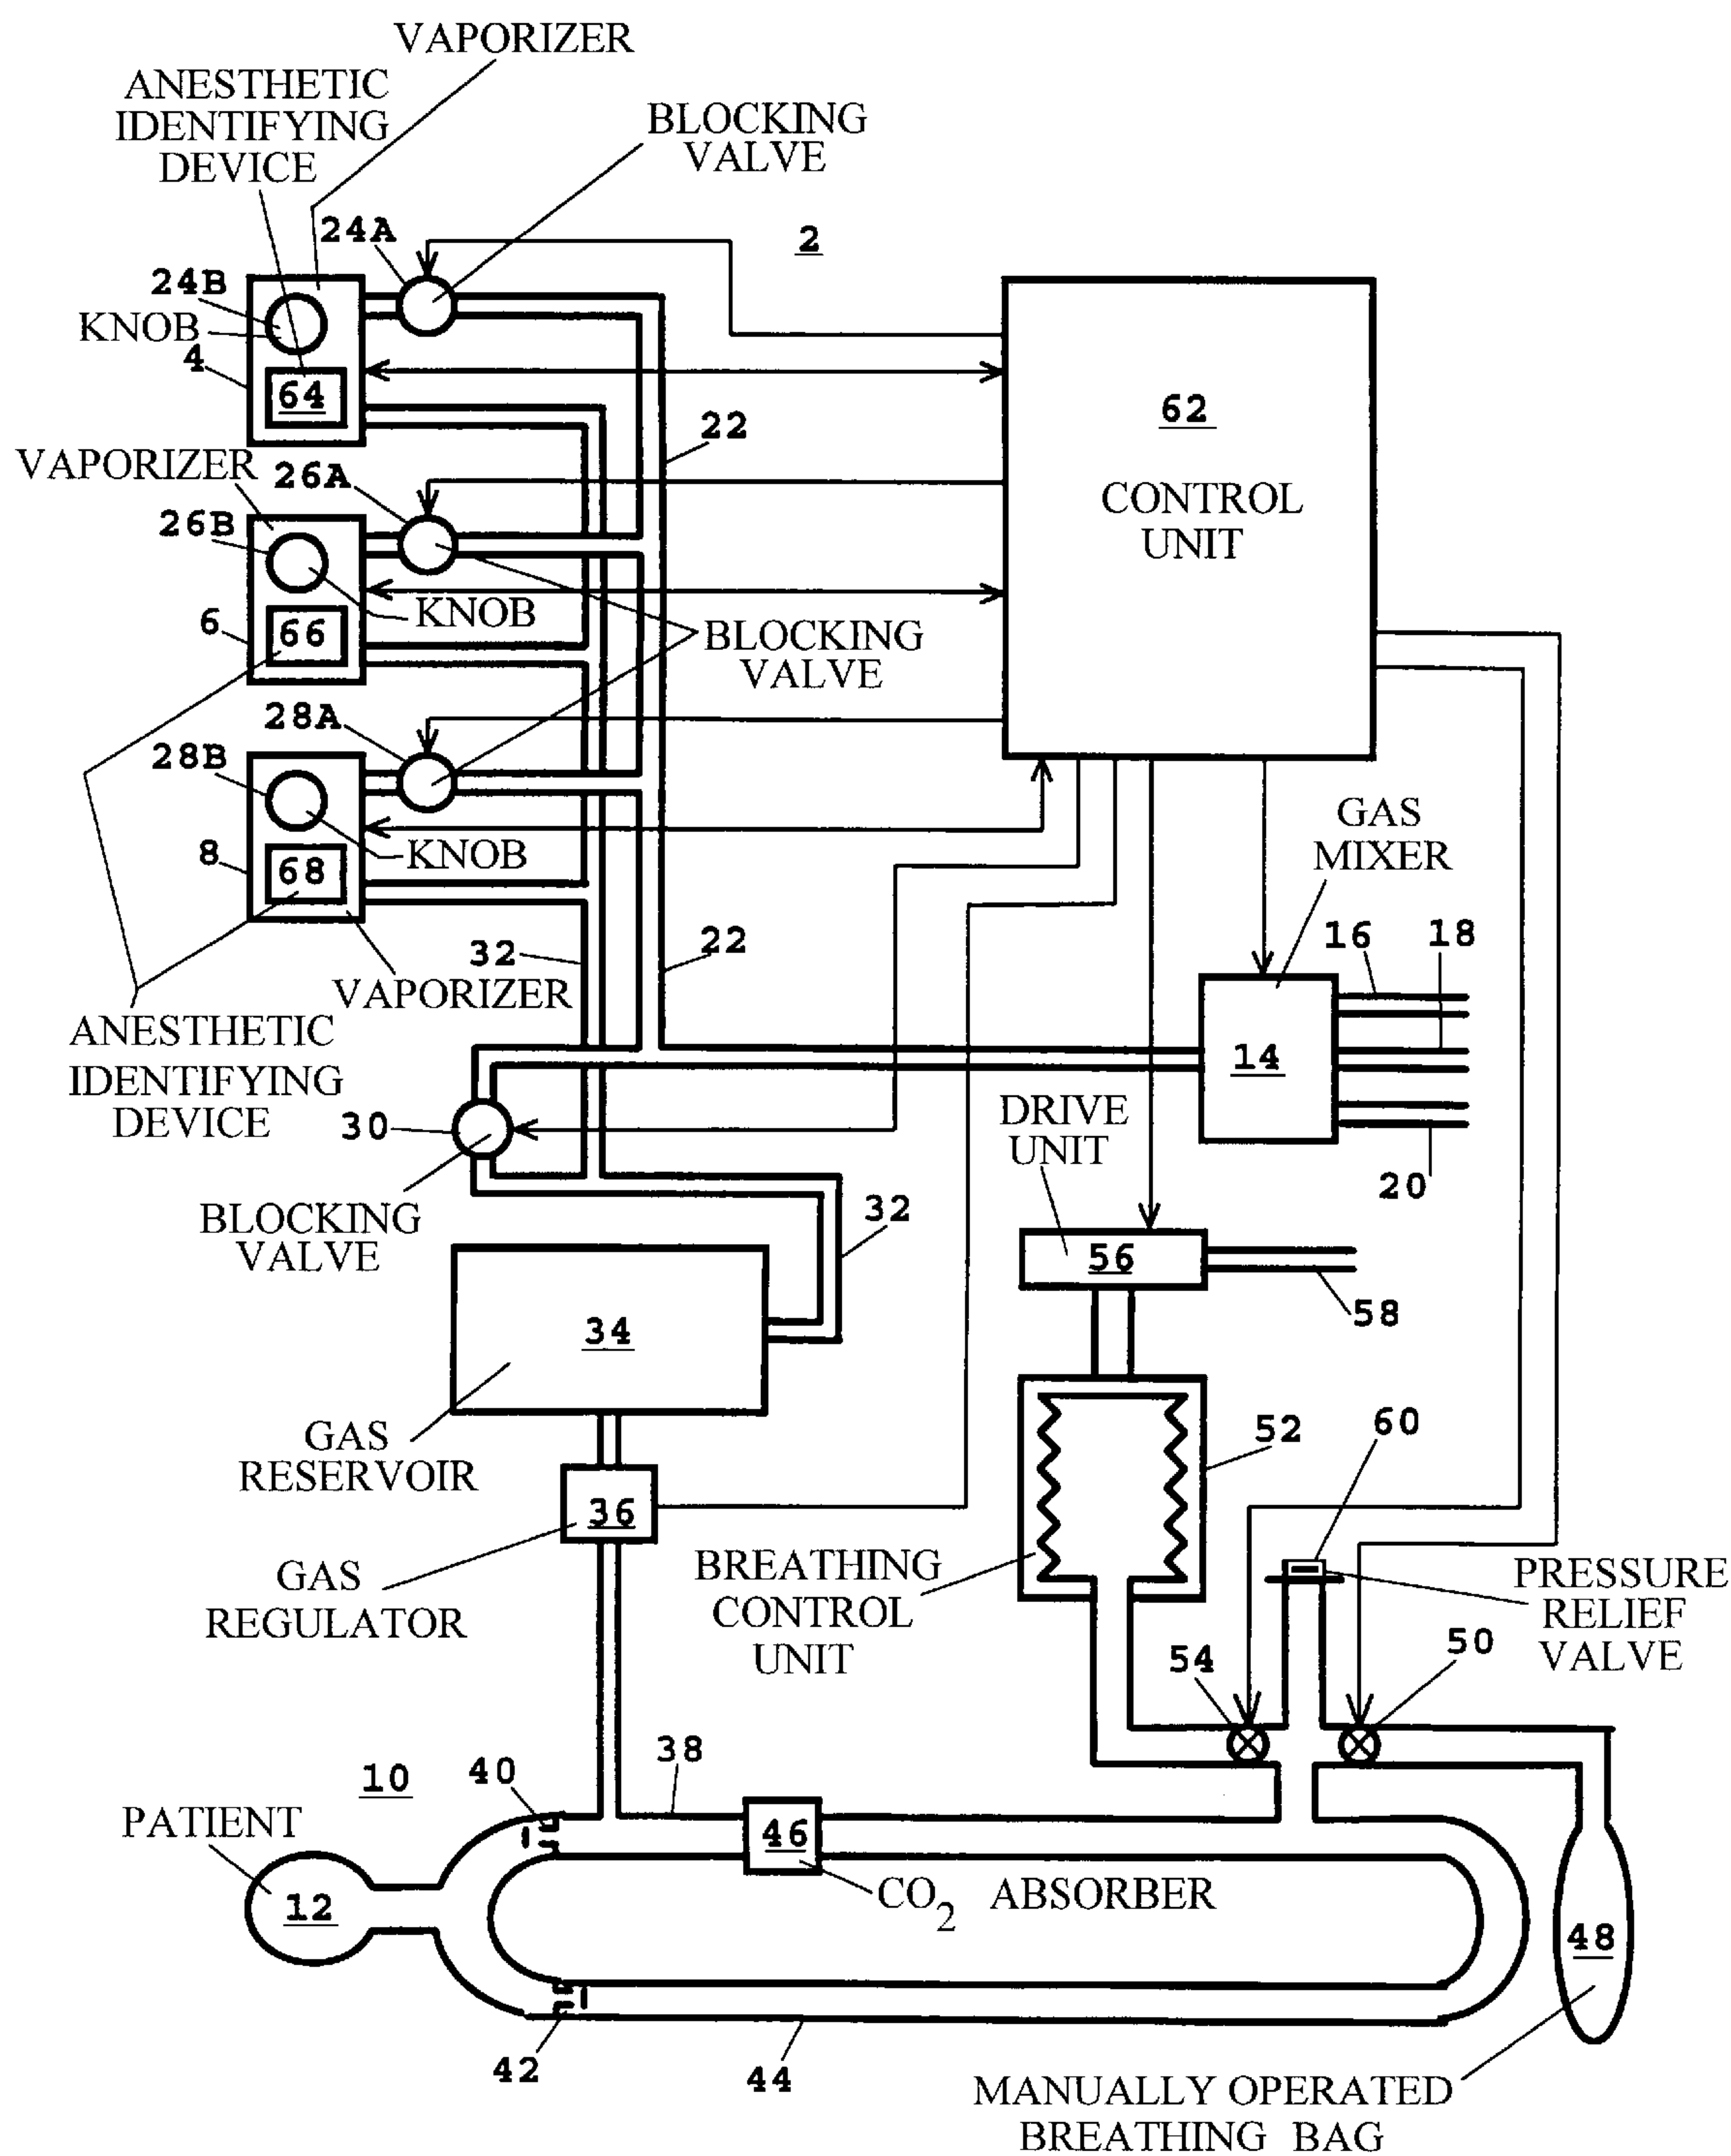 VAPORIZER
ANESTHETIC
IDENTIFYING
DEVICE
BLOCKING
VALVE
24A
2
24B
KNOB
4
64
62
CONTROL
UNIT
22
VAPORIZER
26A
26B
KNOB
6
66
BLOCKING
VALVE
28A
28B
KNOB
8
68
GAS
MIXER
22
16
18
32
VAPORIZER
ANESTHETIC
IDENTIFYING
DEVICE
14
30
DRIVE
UNIT
20
BLOCKING
VALVE
32
56
58
34
GAS
RESERVOIR
52
60
36
GAS
REGULATOR
BREATHING
CONTROL
UNIT
PRESSURE
RELIEF
VALVE
54
50
38
40
10
PATIENT
46
12
CO2 ABSORBER
48
42
44
MANUALLY OPERATED
BREATHING BAG